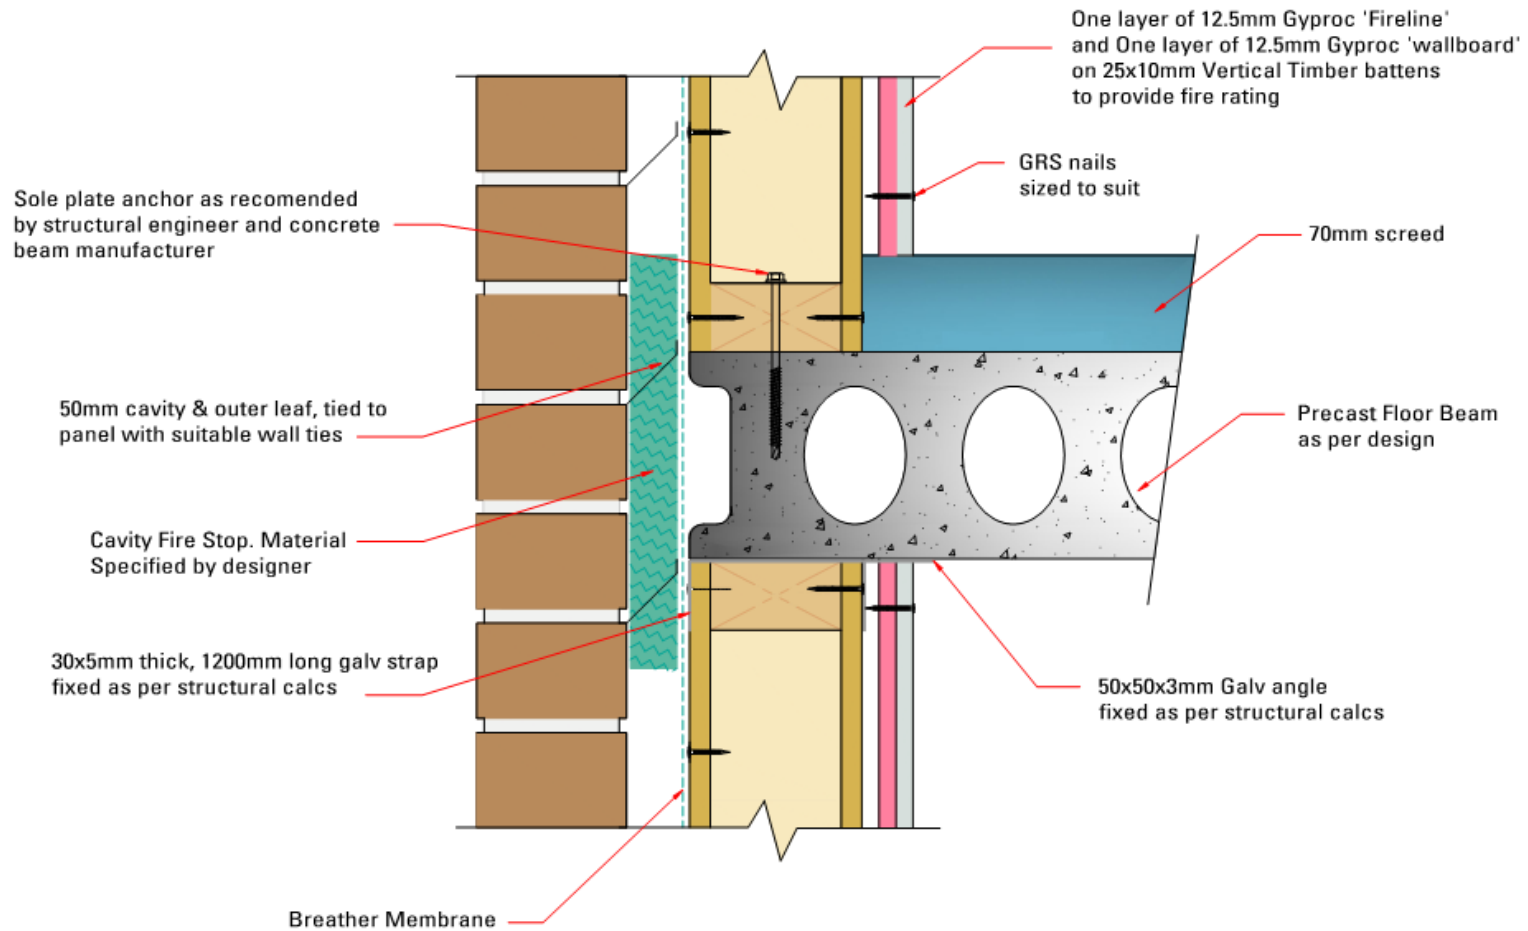 One layer of 12.5mm Gyproc 'Fireline'
and One layer of 12.5mm Gyproc 'wallboard'
on 25x10mm Vertical Timber battens
to provide fire rating
GRS nails
sized to suit
Sole plate anchor as recomended
by structural engineer and concrete
beam manufacturer
70mm screed
50mm cavity & outer leaf, tied to
panel with suitable wall ties
Precast Floor Beam
as per design
Cavity Fire Stop. Material
Specified by designer
30x5mm thick, 1200mm long galv strap
fixed as per structural calcs
50x50x3mm Galv angle
fixed as per structural calcs
Breather Membrane